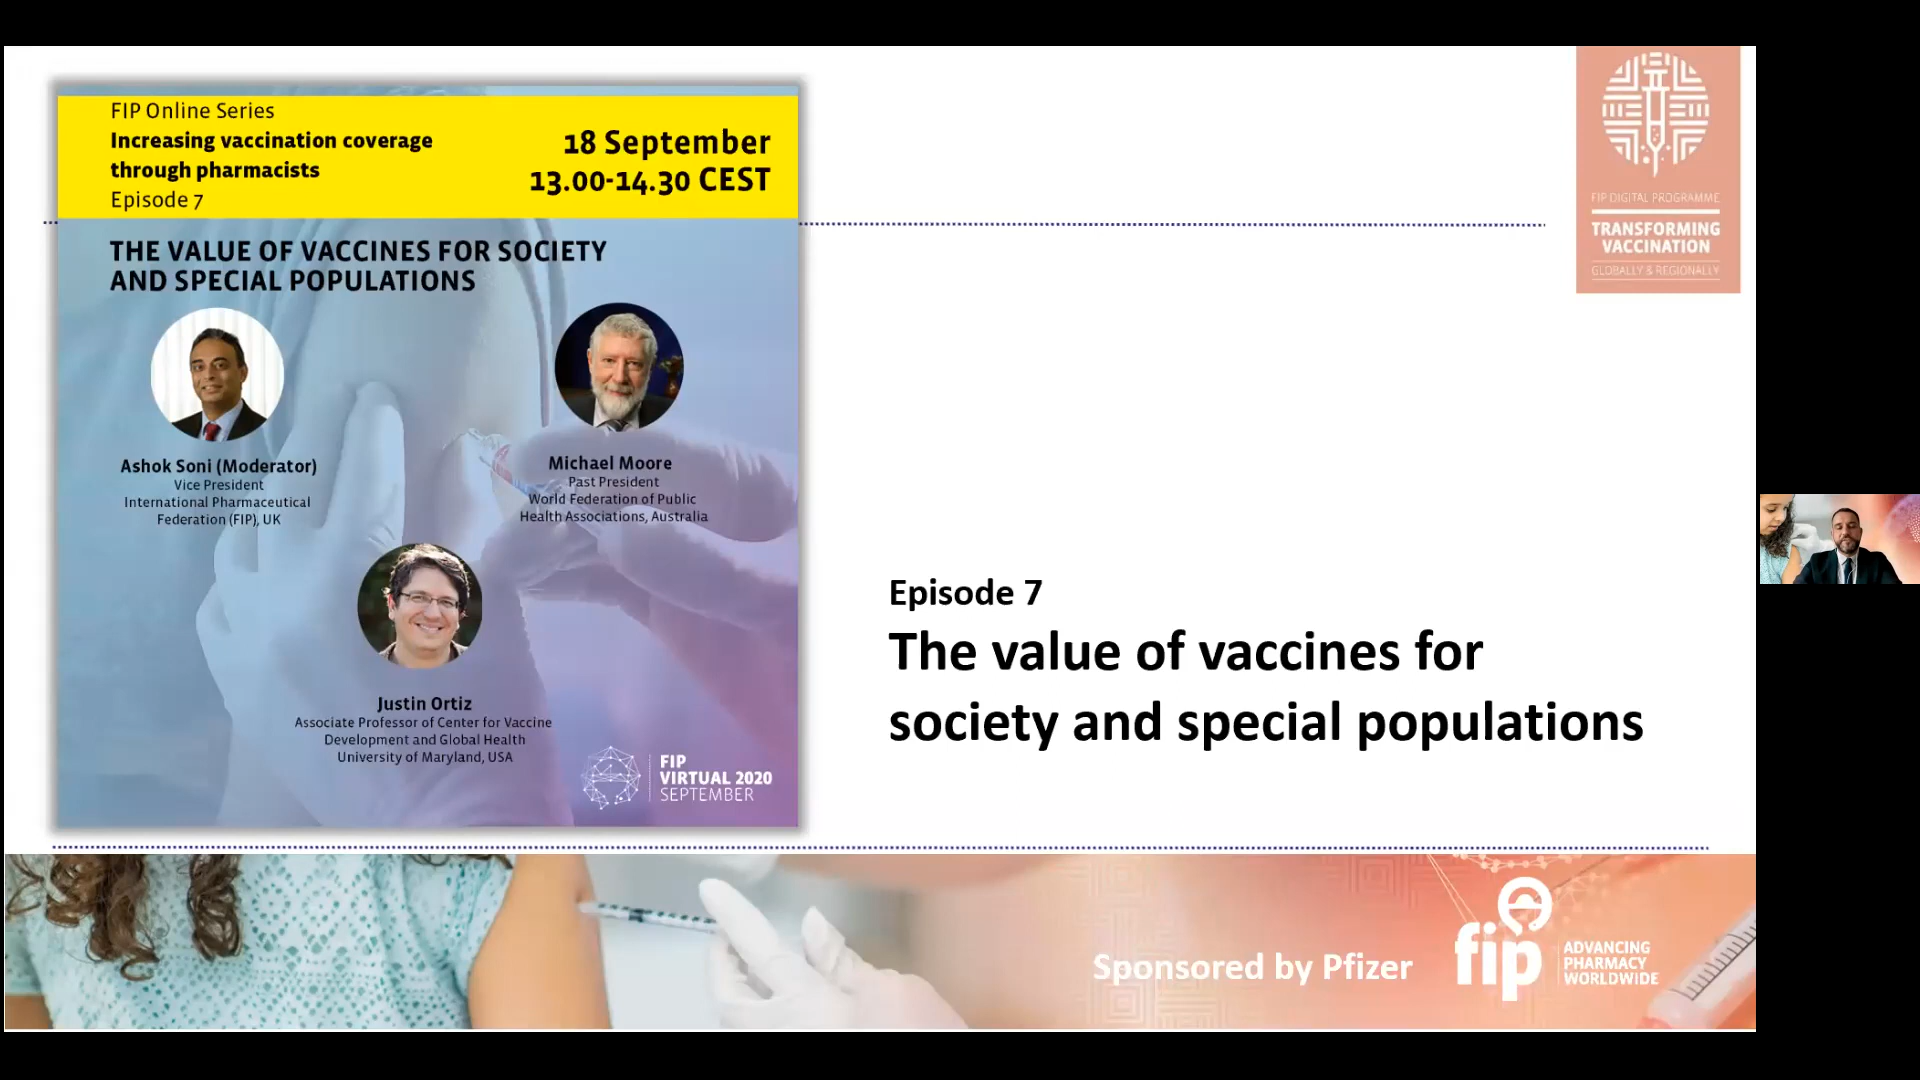 FIP Online Series
Increasing vaccination coverage
through pharmacists
Episode 7
18 September
13.00-14.30 CEST
THE VALUE OF VACCINES FOR SOCIETY
AND SPECIAL POPULATIONS
Ashok Soni (Moderator)
Vice President
International Pharmaceutical
Federation (FIP), UK
Michael Moore
Past President
World Federation of Public
Health Associations, Australia
Justin Ortiz
Associate Professor of Center for Vaccine
Development and Global Health
University of Maryland, USA
FIP
VIRTUAL 2020
SEPTEMBER
FIP DIGITAL PROGRAMME
TRANSFORMING
VACCINATION
GLOBALLY & REGIONALLY
Episode 7
The value of vaccines for
society and special populations
Sponsored by Pfizer
fip
ADVANCING
PHARMACY
WORLDWIDE